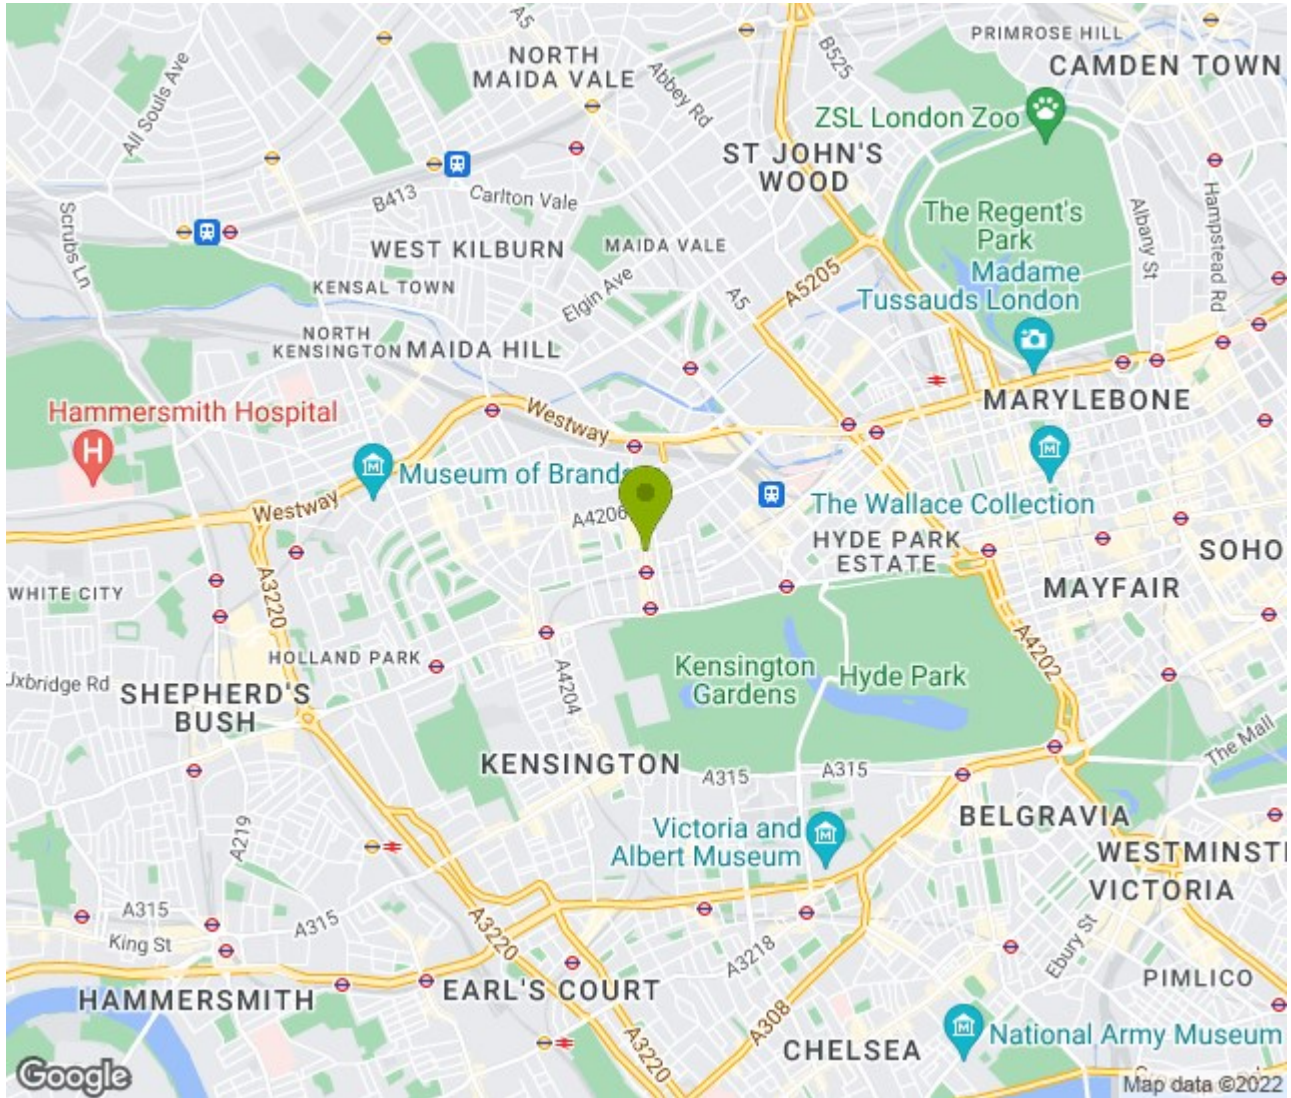 A5
B525
PRIMROSE HILL
NORTH
MAIDA VALE
CAMDEN TOWN
All Souls Ave
Abbey Rd
ZSL London Zoo
ST JOHN'S
WOOD
B413
Carlton Vale
Hampstead Rd
Albany St
Scrubs Ln
The Regent's
Park
WEST KILBURN
MAIDA VALE
Madame
Tussauds London
KENSAL TOWN
Elgin Ave
A5
A5205
NORTH
KENSINGTON
MAIDA HILL
MARYLEBONE
Hammersmith Hospital
H
Westway
Museum of Brands
Westway
A4206
The Wallace Collection
HYDE PARK
ESTATE
SOHO
WHITE CITY
A3220
MAYFAIR
A4202
HOLLAND PARK
Kensington
Gardens
Hyde Park
A4204
SHEPHERD'S
BUSH
The Mall
KENSINGTON
A315
A315
BELGRAVIA
A219
Victoria and
Albert Museum
VICTORIA
A315
A315
King St
A3220
A3218
Ebury St
PIMLICO
HAMMERSMITH
EARL'S COURT
A308
A3220
National Army Museum
CHELSEA
Google
Map data ©2022